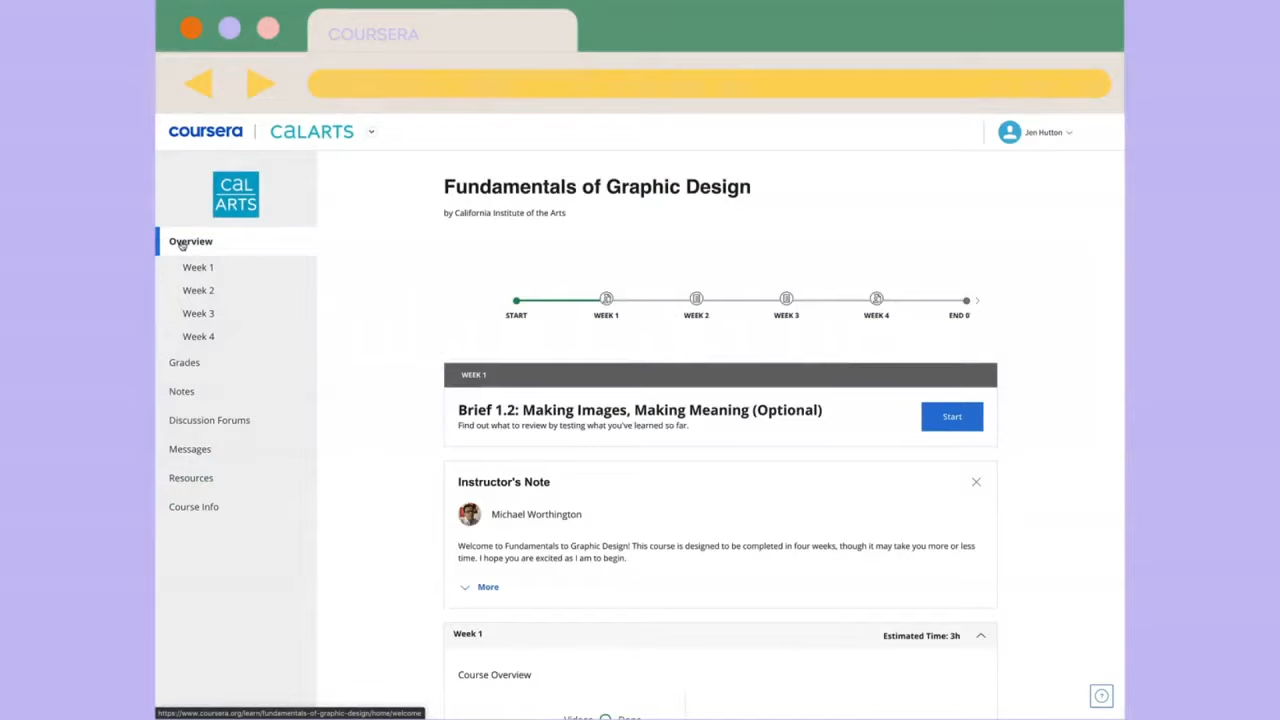 COURSERA
coursera | CALARTS
Jen Hutton
CAL
ARTS
Overview
Week 1
Week 2
Week 3
Week 4
Grades
Notes
Discussion Forums
Messages
Resources
Course Info
Fundamentals of Graphic Design
by California Institute of the Arts
START WEEK 1 WEEK 2 WEEK 3 WEEK 4 END O
WEEK 1
Brief 1.2: Making Images, Making Meaning (Optional)
Find out what to review by testing what you've learned so far.
Start
Instructor's Note
Michael Worthington
Welcome to Fundamentals to Graphic Design! This course is designed to be completed in four weeks, though it may take you more or less
time. I hope you are excited as I am to begin.
More
Week 1 Estimated Time: 3h
Course Overview
Videos Done
https://www.coursera.org/learn/fundamentals-of-graphic-design/home/welcome